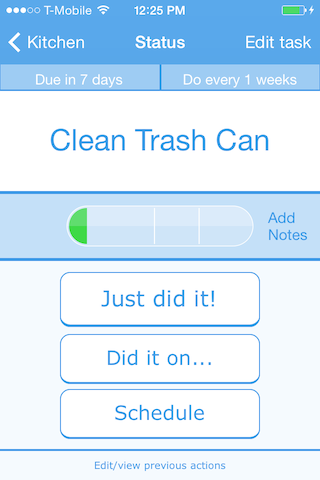 T-Mobile 12:25 PM
Kitchen Status Edit task
Due in 7 days Do every 1 weeks
Clean Trash Can
Add
Notes
Just did it!
Did it on...
Schedule
Edit/view previous actions